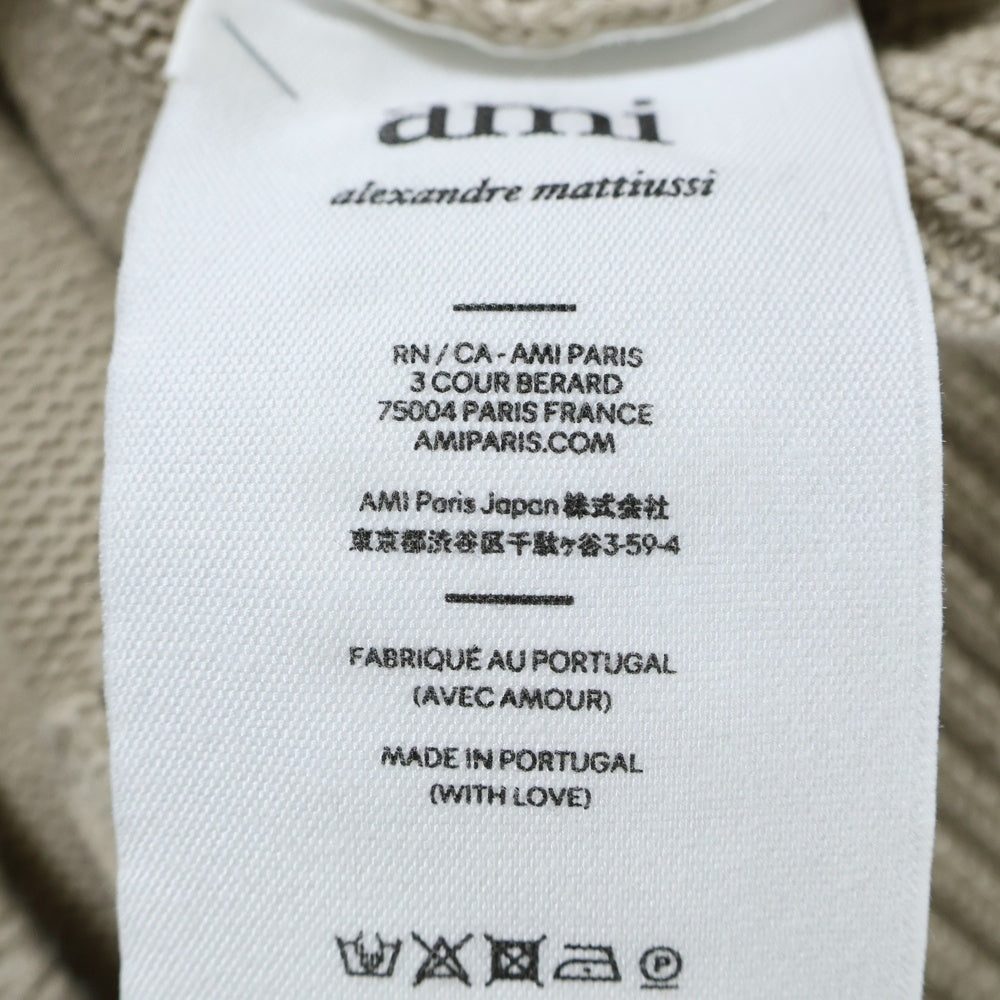 ami
alexandre mattiussi
RN / CA - AMI PARIS
3 COUR BERARD
75004 PARIS FRANCE
AMIPARIS.COM
AMI Paris Japan 株式会社
東京都渋谷区千駄ヶ谷3-59-4
FABRIQUÉ AU PORTUGAL
(AVEC AMOUR)
MADE IN PORTUGAL
(WITH LOVE)
P